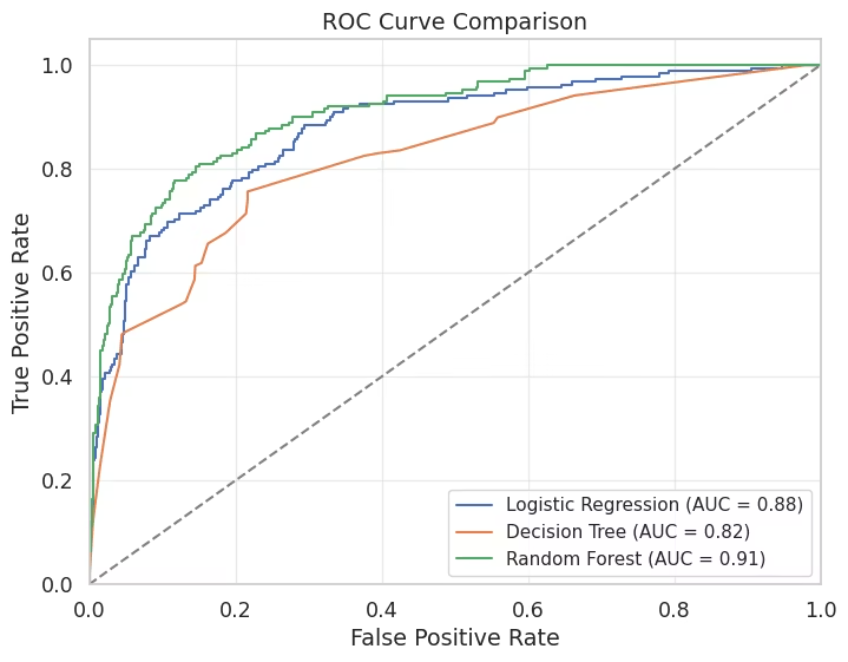 ROC Curve Comparison
True Positive Rate
1.0
0.8
0.6
0.4
0.2
0.0
Logistic Regression (AUC = 0.88)
Decision Tree (AUC = 0.82)
Random Forest (AUC = 0.91)
0.0 0.2 0.4 0.6 0.8 1.0
False Positive Rate